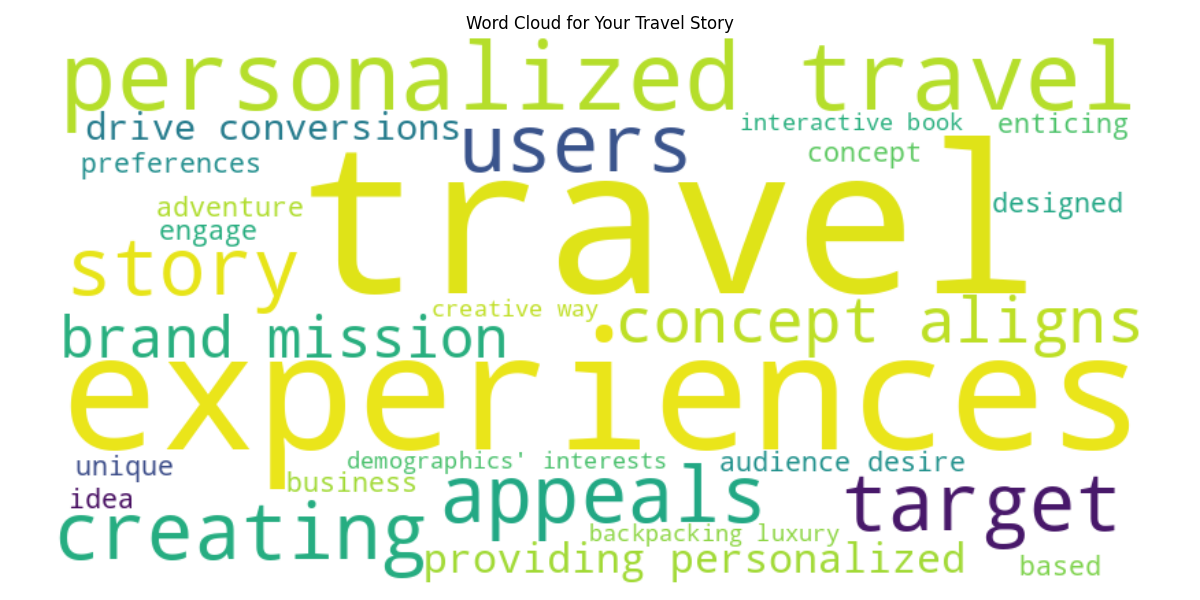 Word Cloud for Your Travel Story
personalized travel
drive conversions
users
interactive book
enticing
preferences
concept
travel
adventure
designed
engage
story
creative way
brand mission
concept aligns
experiences
unique
demographics' interests
audience desire
idea
business
appeals
target
creating
backpacking luxury
providing personalized
based